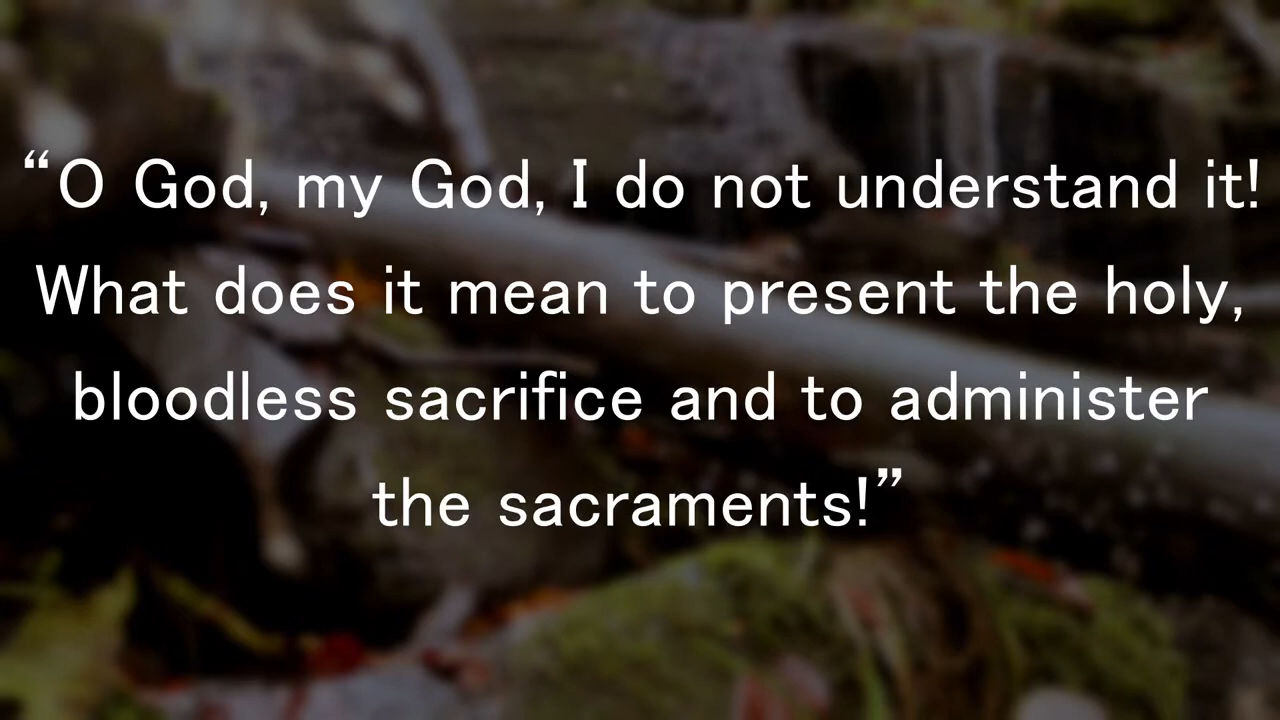 “O God, my God, I do not understand it!
What does it mean to present the holy,
bloodless sacrifice and to administer
the sacraments!”